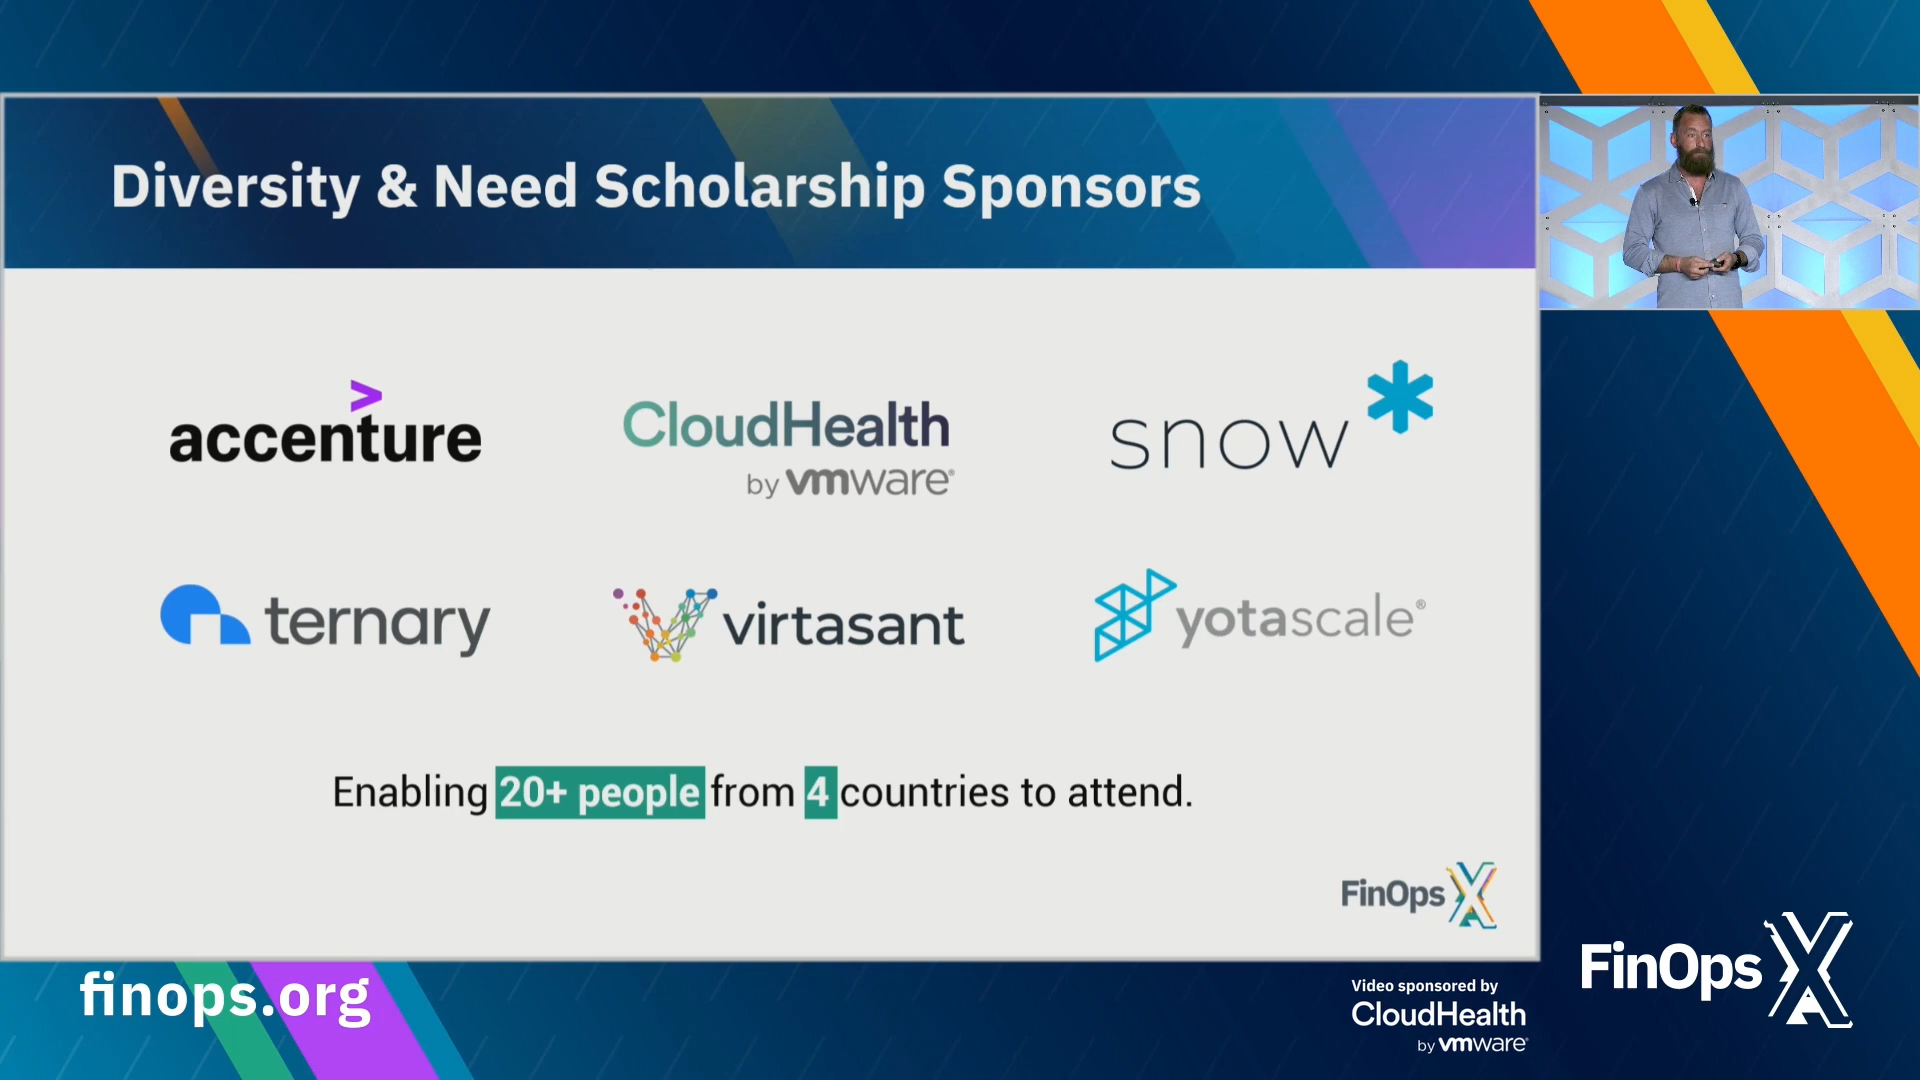 Diversity & Need Scholarship Sponsors
accenture
CloudHealth
by vmware®
snow
ternary
virtasant
yotascale®
Enabling 20+ people from 4 countries to attend.
FinOps X
finops.org
Video sponsored by
CloudHealth
by vmware®
FinOps X